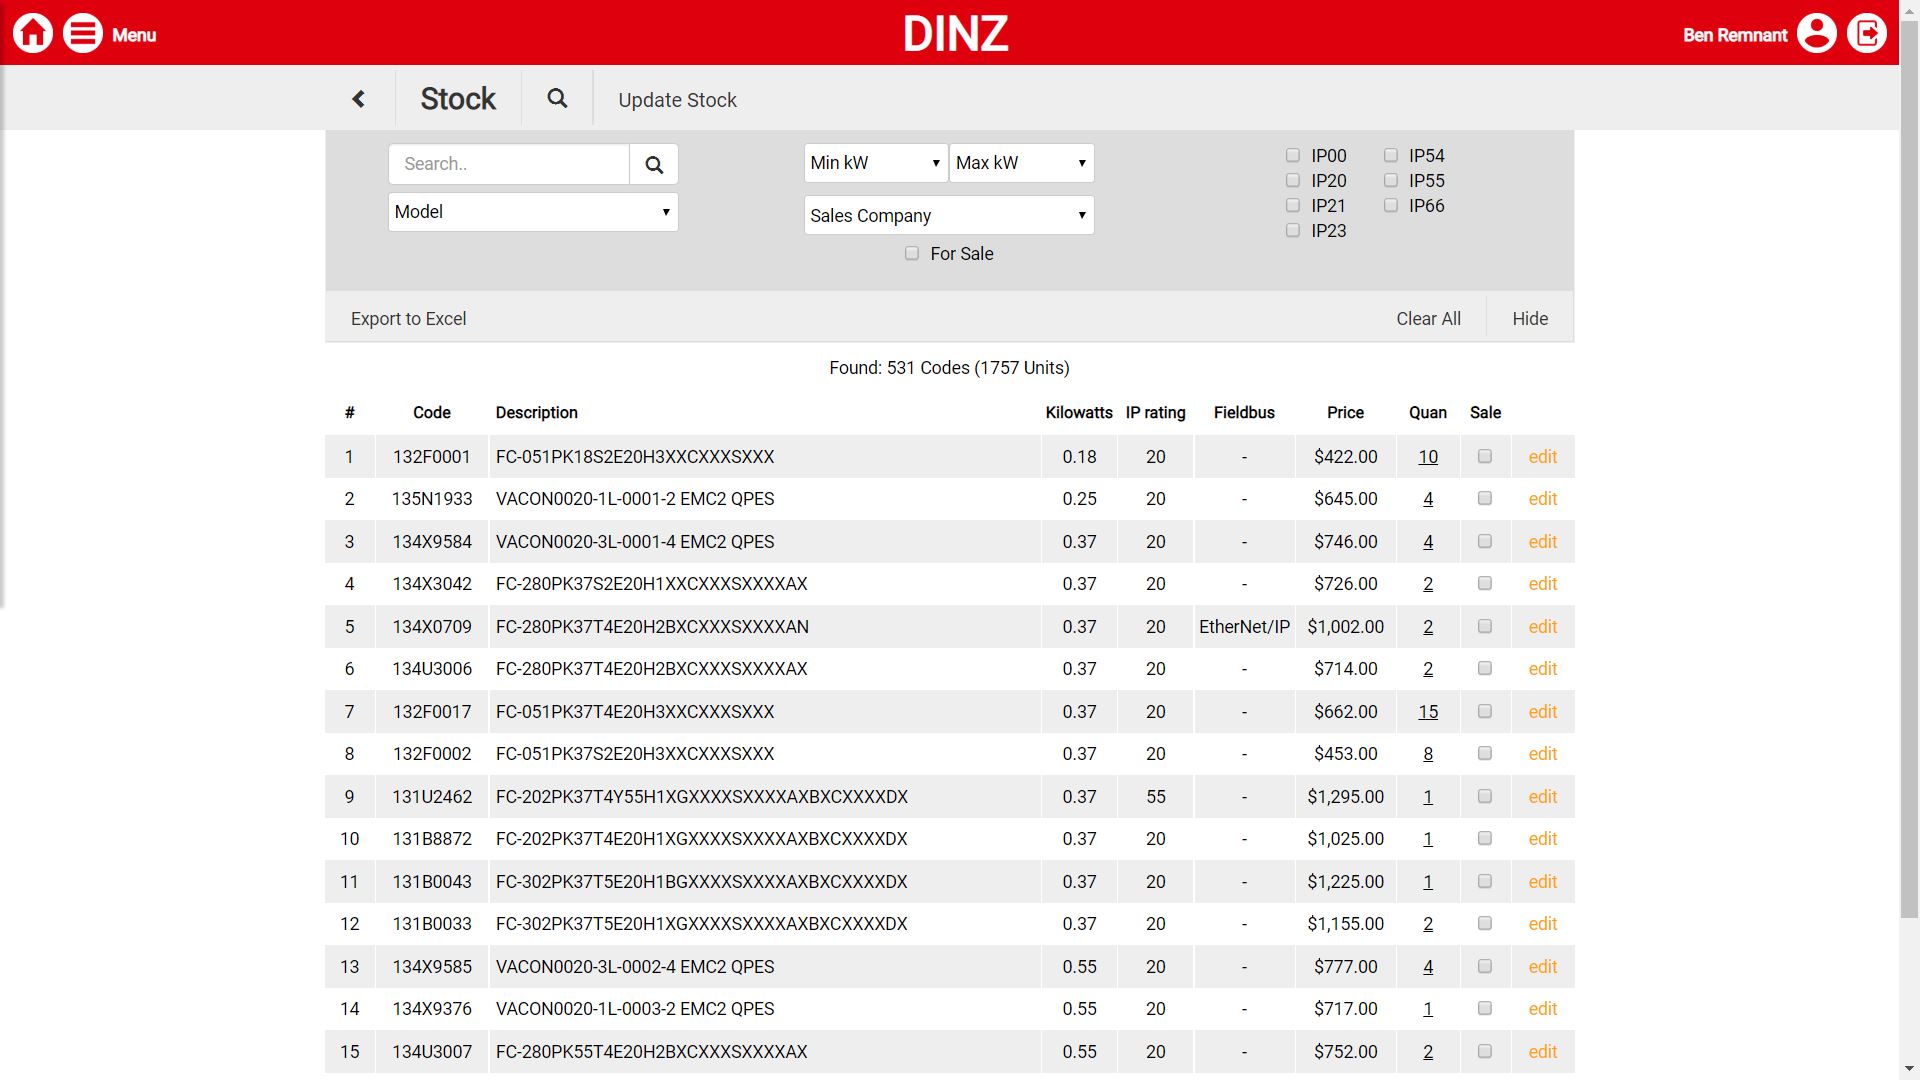 Menu
DINZ
Ben Remnant
Stock
Update Stock
Search..
Model
Min kW
Max kW
Sales Company
For Sale
IP00 IP54
IP20 IP55
IP21 IP66
IP23
Export to Excel
Clear All
Hide
Found: 531 Codes (1757 Units)
# Code Description Kilowatts IP rating Fieldbus Price Quan Sale
1 132F0001 FC-051PK18S2E20H3XXCXXXSXXX 0.18 20 - $422.00 10 edit
2 135N1933 VACON0020-1L-0001-2 EMC2 QPES 0.25 20 - $645.00 4 edit
3 134X9584 VACON0020-3L-0001-4 EMC2 QPES 0.37 20 - $746.00 4 edit
4 134X3042 FC-280PK37S2E20H1XXCXXXSXXXXAX 0.37 20 - $726.00 2 edit
5 134X0709 FC-280PK37T4E20H2BXCXXXSXXXXAN 0.37 20 EtherNet/IP $1,002.00 2 edit
6 134U3006 FC-280PK37T4E20H2BXCXXXSXXXXAX 0.37 20 - $714.00 2 edit
7 132F0017 FC-051PK37T4E20H3XXCXXXSXXX 0.37 20 - $662.00 15 edit
8 132F0002 FC-051PK37S2E20H3XXCXXXSXXX 0.37 20 - $453.00 8 edit
9 131U2462 FC-202PK37T4Y55H1XGXXXXSXXXXAXBXCXXXXDX 0.37 55 - $1,295.00 1 edit
10 131B8872 FC-202PK37T4E20H1XGXXXXSXXXXAXBXCXXXXDX 0.37 20 - $1,025.00 1 edit
11 131B0043 FC-302PK37T5E20H1BGXXXXSXXXXAXBXCXXXXDX 0.37 20 - $1,225.00 1 edit
12 131B0033 FC-302PK37T5E20H1XGXXXXSXXXXAXBXCXXXXDX 0.37 20 - $1,155.00 2 edit
13 134X9585 VACON0020-3L-0002-4 EMC2 QPES 0.55 20 - $777.00 4 edit
14 134X9376 VACON0020-1L-0003-2 EMC2 QPES 0.55 20 - $717.00 1 edit
15 134U3007 FC-280PK55T4E20H2BXCXXXSXXXXAX 0.55 20 - $752.00 2 edit